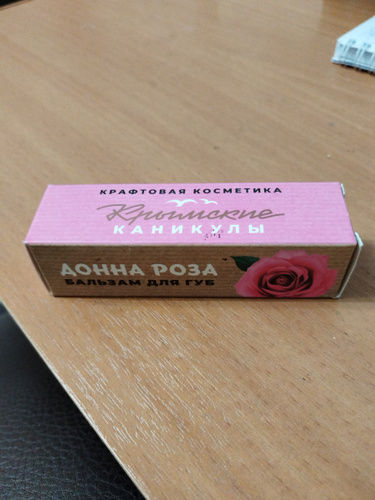 КРАФТОВАЯ КОСМЕТИКА
Крымские
КАНИКУЛЫ
ДОННА РОЗА
БАЛЬЗАМ ДЛЯ ГУБ